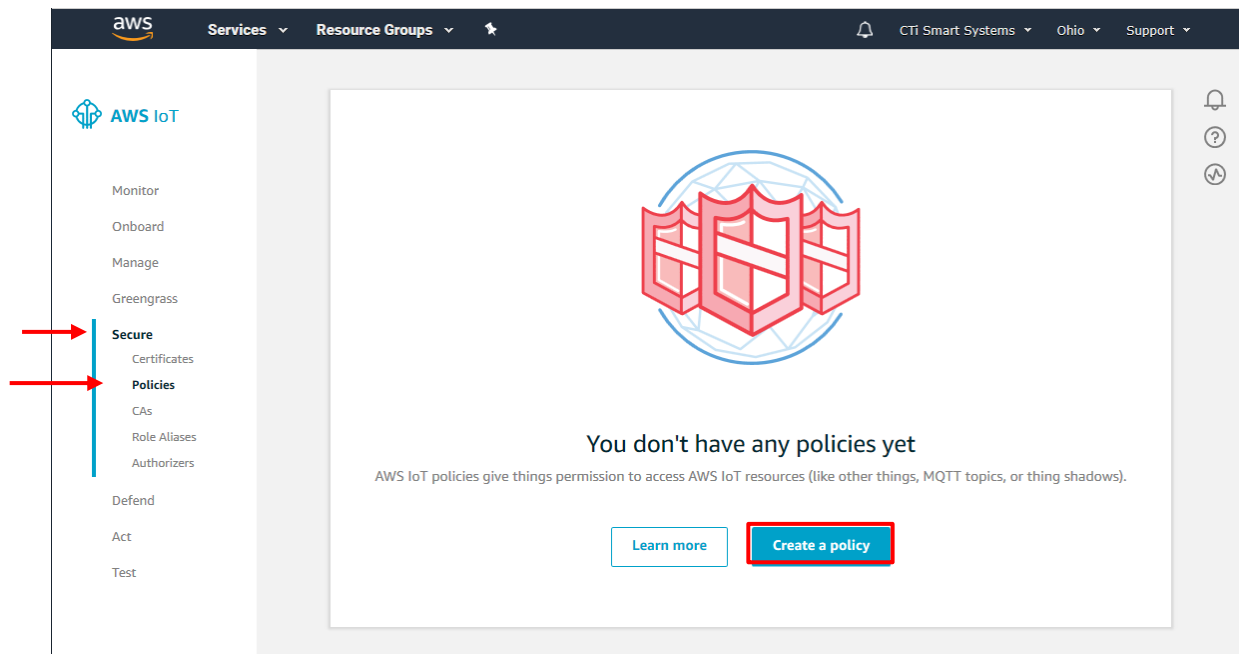 aws Services Resource Groups CTi Smart Systems Ohio Support
AWS IoT
Monitor
Onboard
Manage
Greengrass
Secure
Certificates
Policies
CAs
Role Aliases
Authorizers
Defend
Act
Test
You don't have any policies yet
AWS IoT policies give things permission to access AWS IoT resources (like other things, MQTT topics, or thing shadows).
Learn more Create a policy